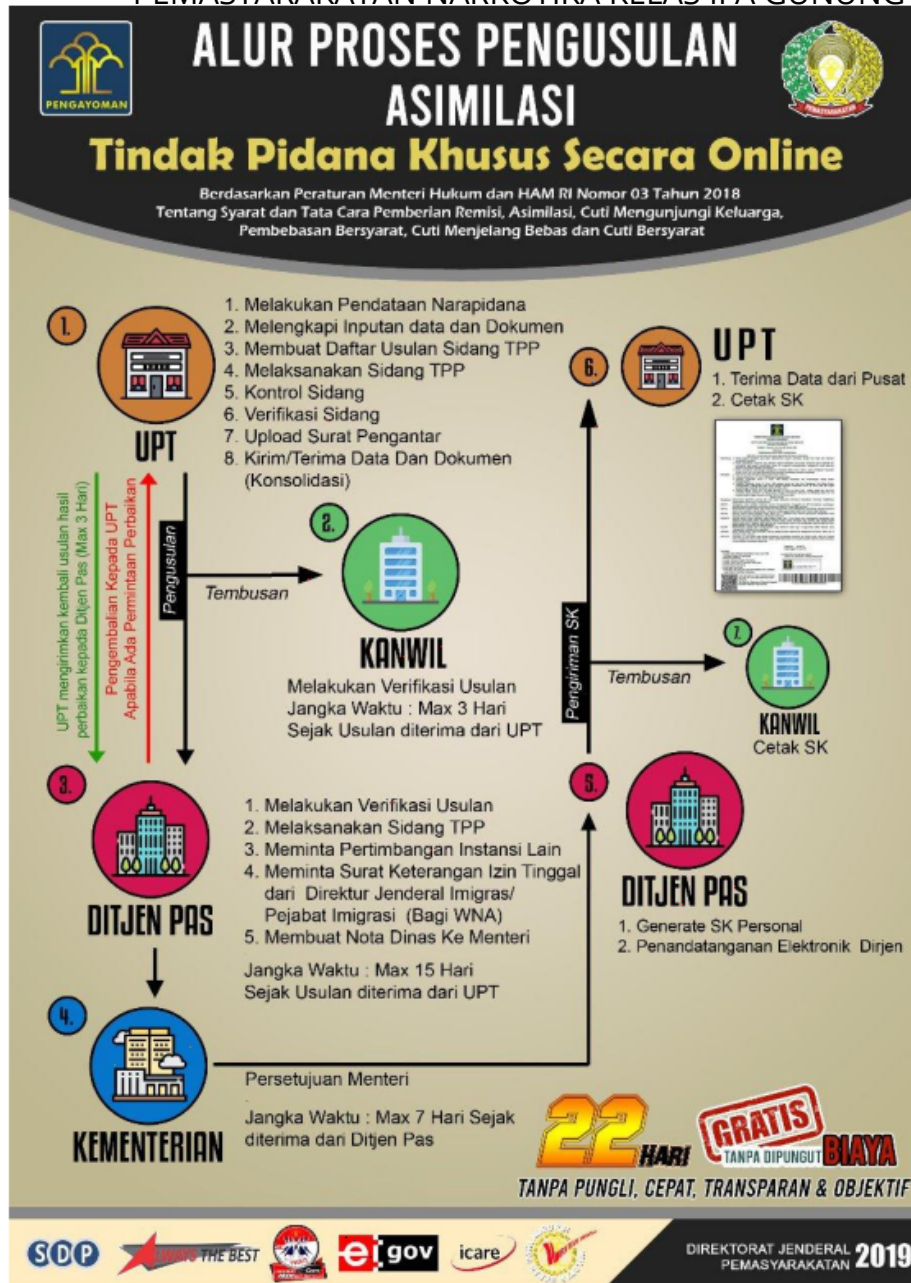 PEMASYARAKATAN NARKOTIKA KELAS IIA GUNUNG
PENGAYOMAN
ALUR PROSES PENGUSULAN
ASIMILASI
PEMASYARAKATAN
Tindak Pidana Khusus Secara Online
Berdasarkan Peraturan Menteri Hukum dan HAM RI Nomor 03 Tahun 2018
Tentang Syarat dan Tata Cara Pemberian Remisi, Asimilasi, Cuti Mengunjungi Keluarga,
Pembebasan Bersyarat, Cuti Menjelang Bebas dan Cuti Bersyarat
1.
UPT
1. Melakukan Pendataan Narapidana
2. Melengkapi Inputan data dan Dokumen
3. Membuat Daftar Usulan Sidang TPP
4. Melaksanakan Sidang TPP
5. Kontrol Sidang
6. Verifikasi Sidang
7. Upload Surat Pengantar
8. Kirim/Terima Data Dan Dokumen
(Konsolidasi)
UPT mengirimkan kembali usulan hasil
perbaikan kepada Ditjen Pas (Max 3 Hari)
Pengembalian Kepada UPT
Apabila Ada Permintaan Perbaikan
Pengusulan
Tembusan
2.
KANWIL
Melakukan Verifikasi Usulan
Jangka Waktu : Max 3 Hari
Sejak Usulan diterima dari UPT
3.
DITJEN PAS
1. Melakukan Verifikasi Usulan
2. Melaksanakan Sidang TPP
3. Meminta Pertimbangan Instansi Lain
4. Meminta Surat Keterangan Izin Tinggal
dari Direktur Jenderal Imigras/
Pejabat Imigrasi (Bagi WNA)
5. Membuat Nota Dinas Ke Menteri
Jangka Waktu : Max 15 Hari
Sejak Usulan diterima dari UPT
4.
KEMENTERIAN
Persetujuan Menteri
Jangka Waktu : Max 7 Hari Sejak
diterima dari Ditjen Pas
5.
DITJEN PAS
1. Generate SK Personal
2. Penandatanganan Elektronik Dirjen
Pengiriman SK
Tembusan
6.
UPT
1. Terima Data dari Pusat
2. Cetak SK
7.
KANWIL
Cetak SK
22 HARI
GRATIS
TANPA DIPUNGUT BIAYA
TANPA PUNGLI, CEPAT, TRANSPARAN & OBJEKTIF
SDP
ALWAYS THE BEST
ei gov
icare
DIREKTORAT JENDERAL
PEMASYARAKATAN 2019